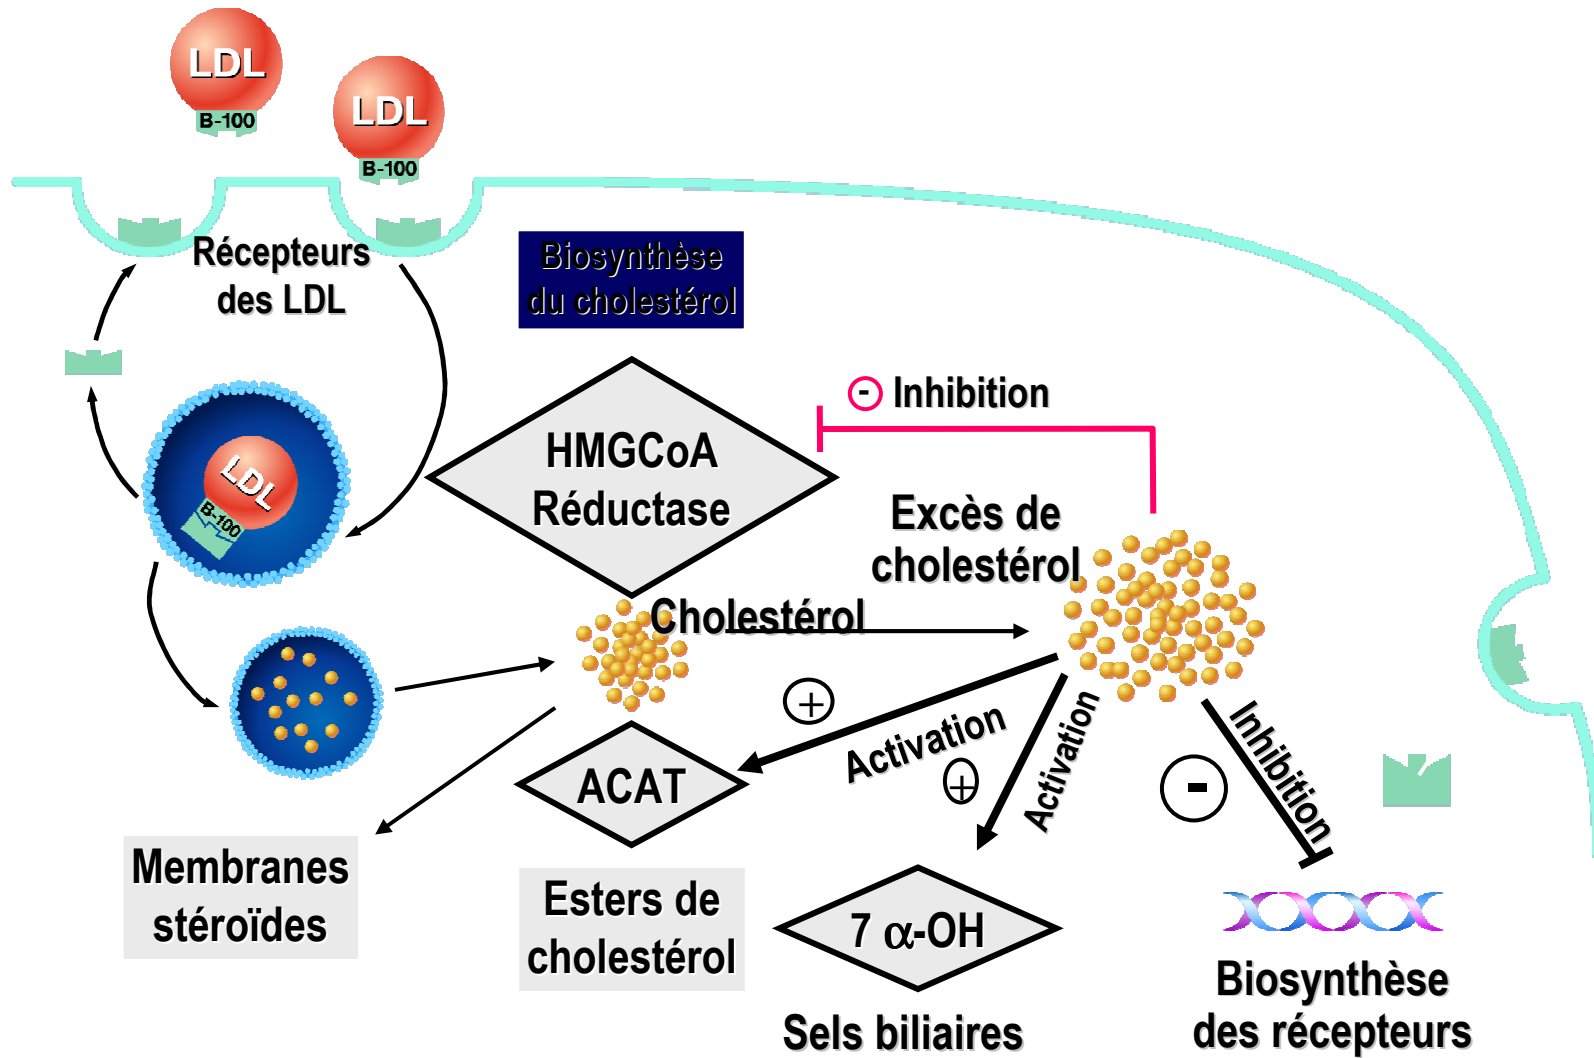 LDL
B-100
LDL
B-100
Récepteurs
des LDL
Biosynthèse
du cholestérol
- Inhibition
HMGCoA
Réductase
LDL
B-100
Excès de
cholestérol
Cholestérol
+
Activation
+
Activation
-
Inhibition
ACAT
Membranes
stéroïdes
Esters de
cholestérol
7 α-OH
Sels biliaires
Biosynthèse
des récepteurs